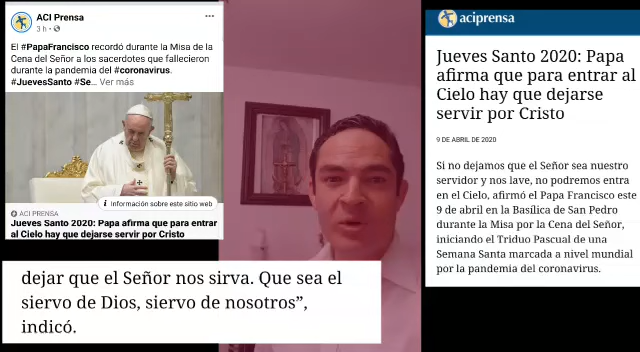 ACI Prensa
3 h
El #PapaFrancisco recordó durante la Misa de la
Cena del Señor a los sacerdotes que fallecieron
durante la pandemia del #coronavirus.
#JuevesSanto #Se... Ver más
Información sobre este sitio web
ACI PRENSA
Jueves Santo 2020: Papa afirma que para entrar
al Cielo hay que dejarse servir por Cristo
dejar que el Señor nos sirva. Que sea el
siervo de Dios, siervo de nosotros”,
indicó.
aciprensa
Jueves Santo 2020: Papa
afirma que para entrar al
Cielo hay que dejarse
servir por Cristo
9 DE ABRIL DE 2020
Si no dejamos que el Señor sea nuestro
servidor y nos lave, no podremos entra
en el Cielo, afirmó el Papa Francisco este
9 de abril en la Basílica de San Pedro
durante la Misa por la Cena del Señor,
iniciando el Triduo Pascual de una
Semana Santa marcada a nivel mundial
por la pandemia del coronavirus.